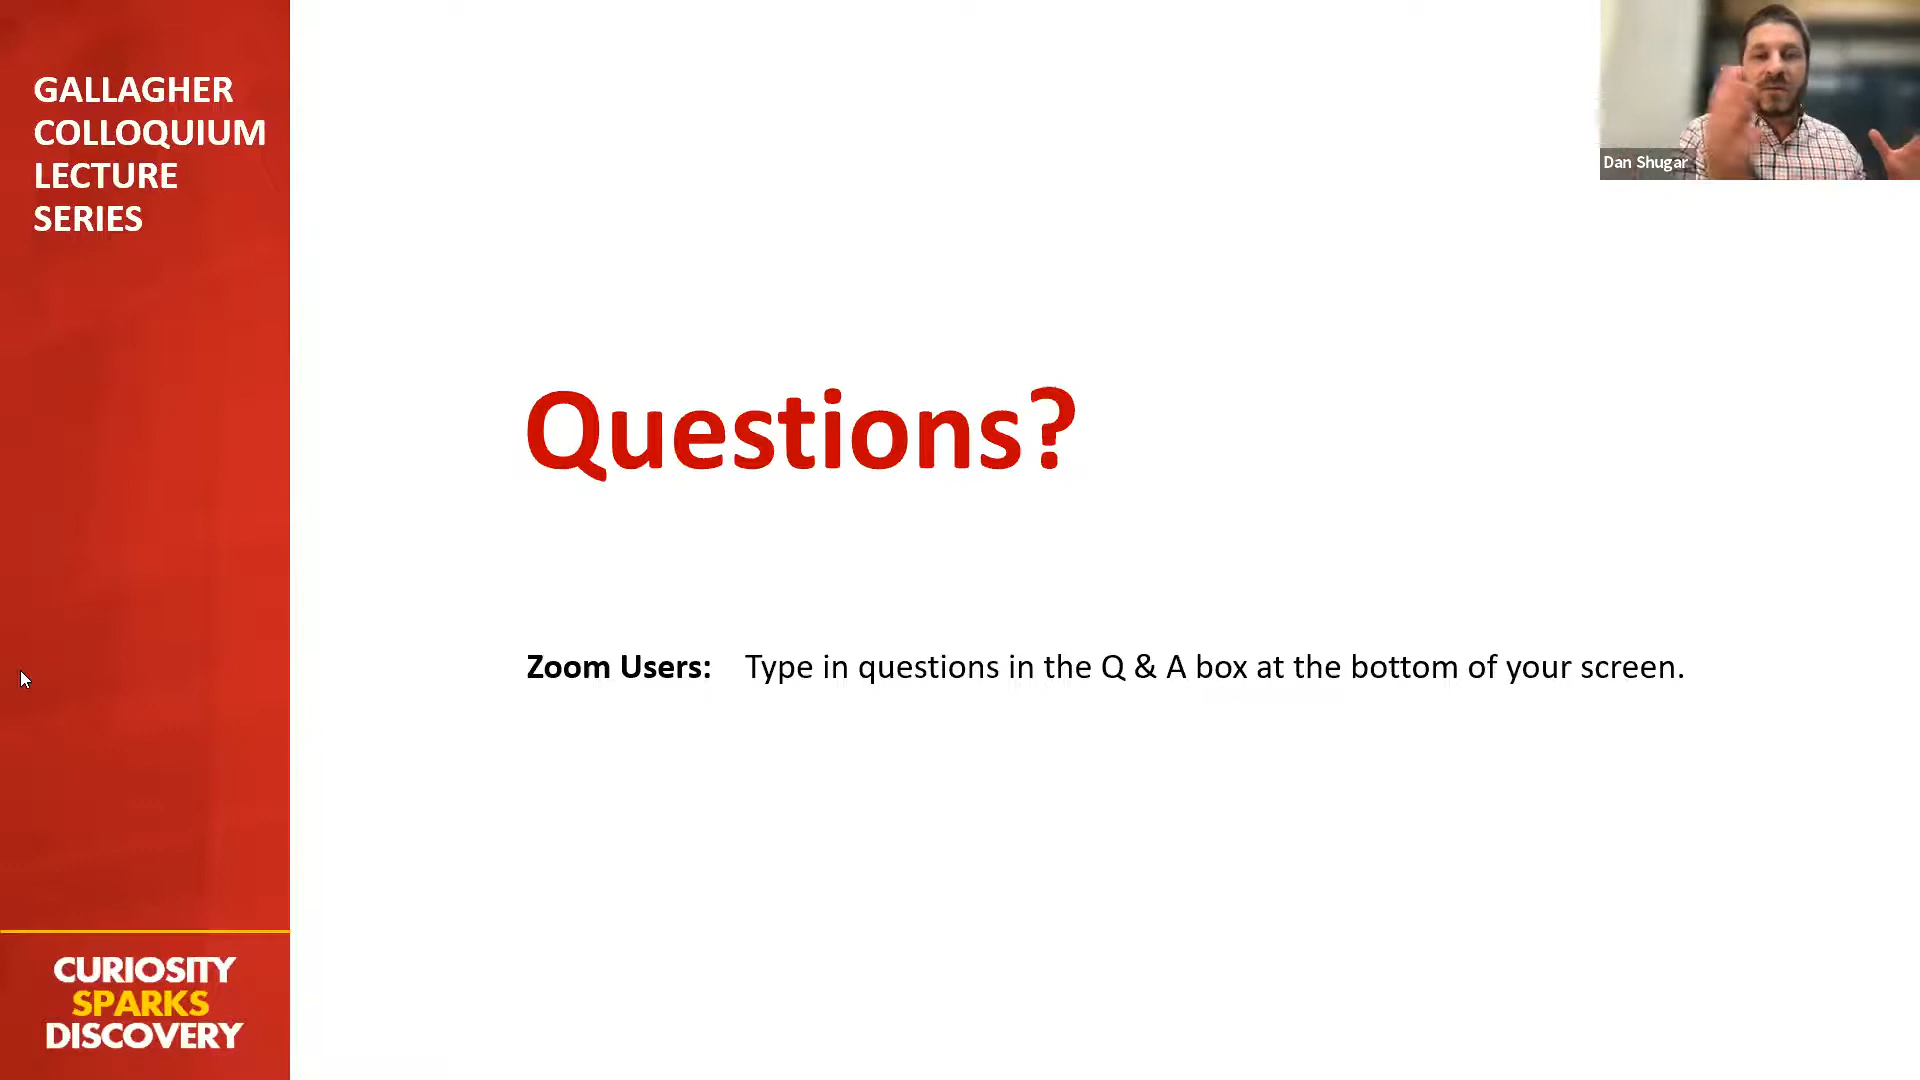 GALLAGHER
COLLOQUIUM
LECTURE
SERIES
Dan Shugar
Questions?
Zoom Users: Type in questions in the Q & A box at the bottom of your screen.
CURIOSITY
SPARKS
DISCOVERY